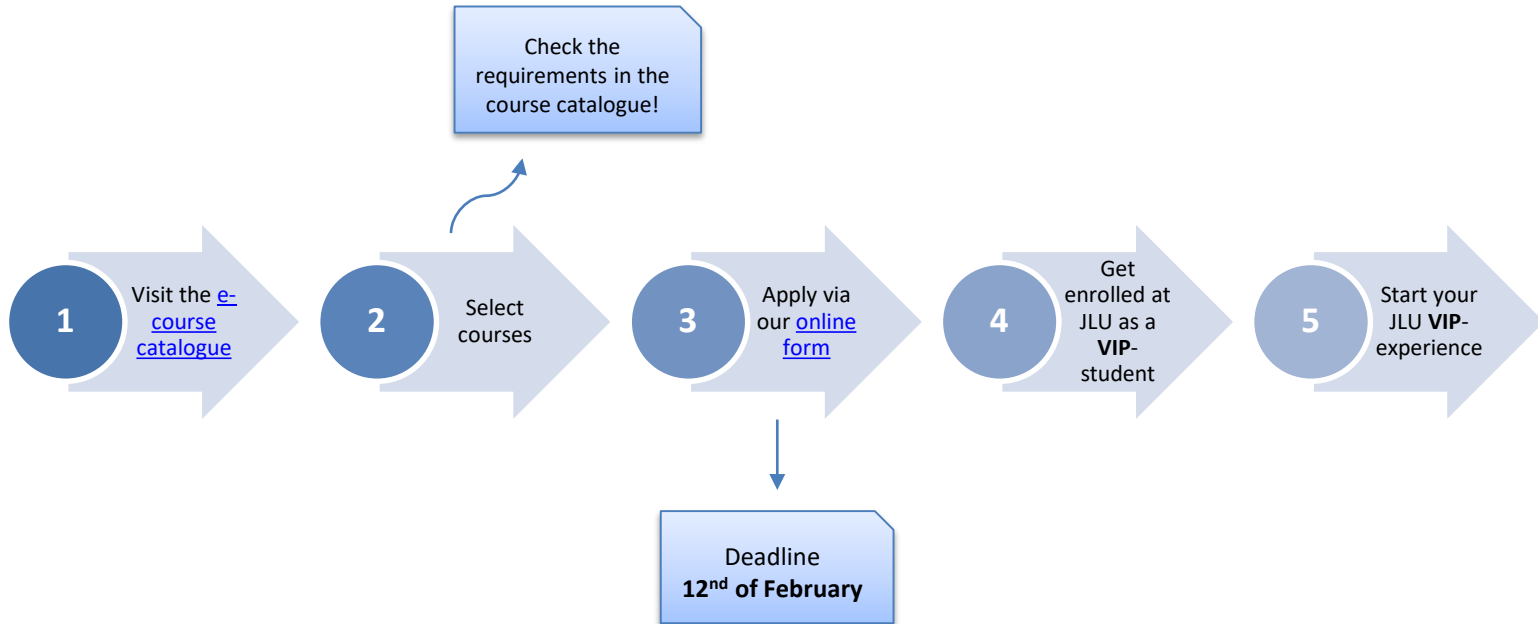 Check the
requirements in the
course catalogue!
1
Visit the e-
course
catalogue
2
Select
courses
3
Apply via
our online
form
4
Get
enrolled at
JLU as a
VIP-
student
5
Start your
JLU VIP-
experience
Deadline
12nd of February